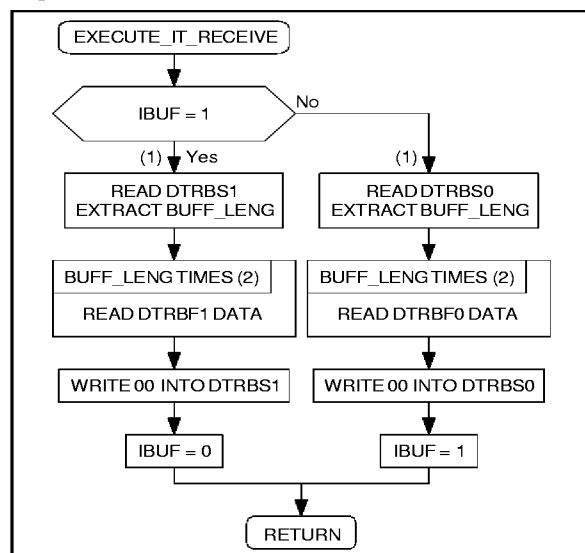 EXECUTE_IT_RECEIVE
IBUF = 1
No
(1) Yes
READ DTRBS1
EXTRACT BUFF_LENG
BUFF_LENG TIMES (2)
READ DTRBF1 DATA
WRITE 00 INTO DTRBS1
IBUF = 0
(1)
READ DTRBS0
EXTRACT BUFF_LENG
BUFF_LENG TIMES (2)
READ DTRBF0 DATA
WRITE 00 INTO DTRBS0
IBUF = 1
RETURN